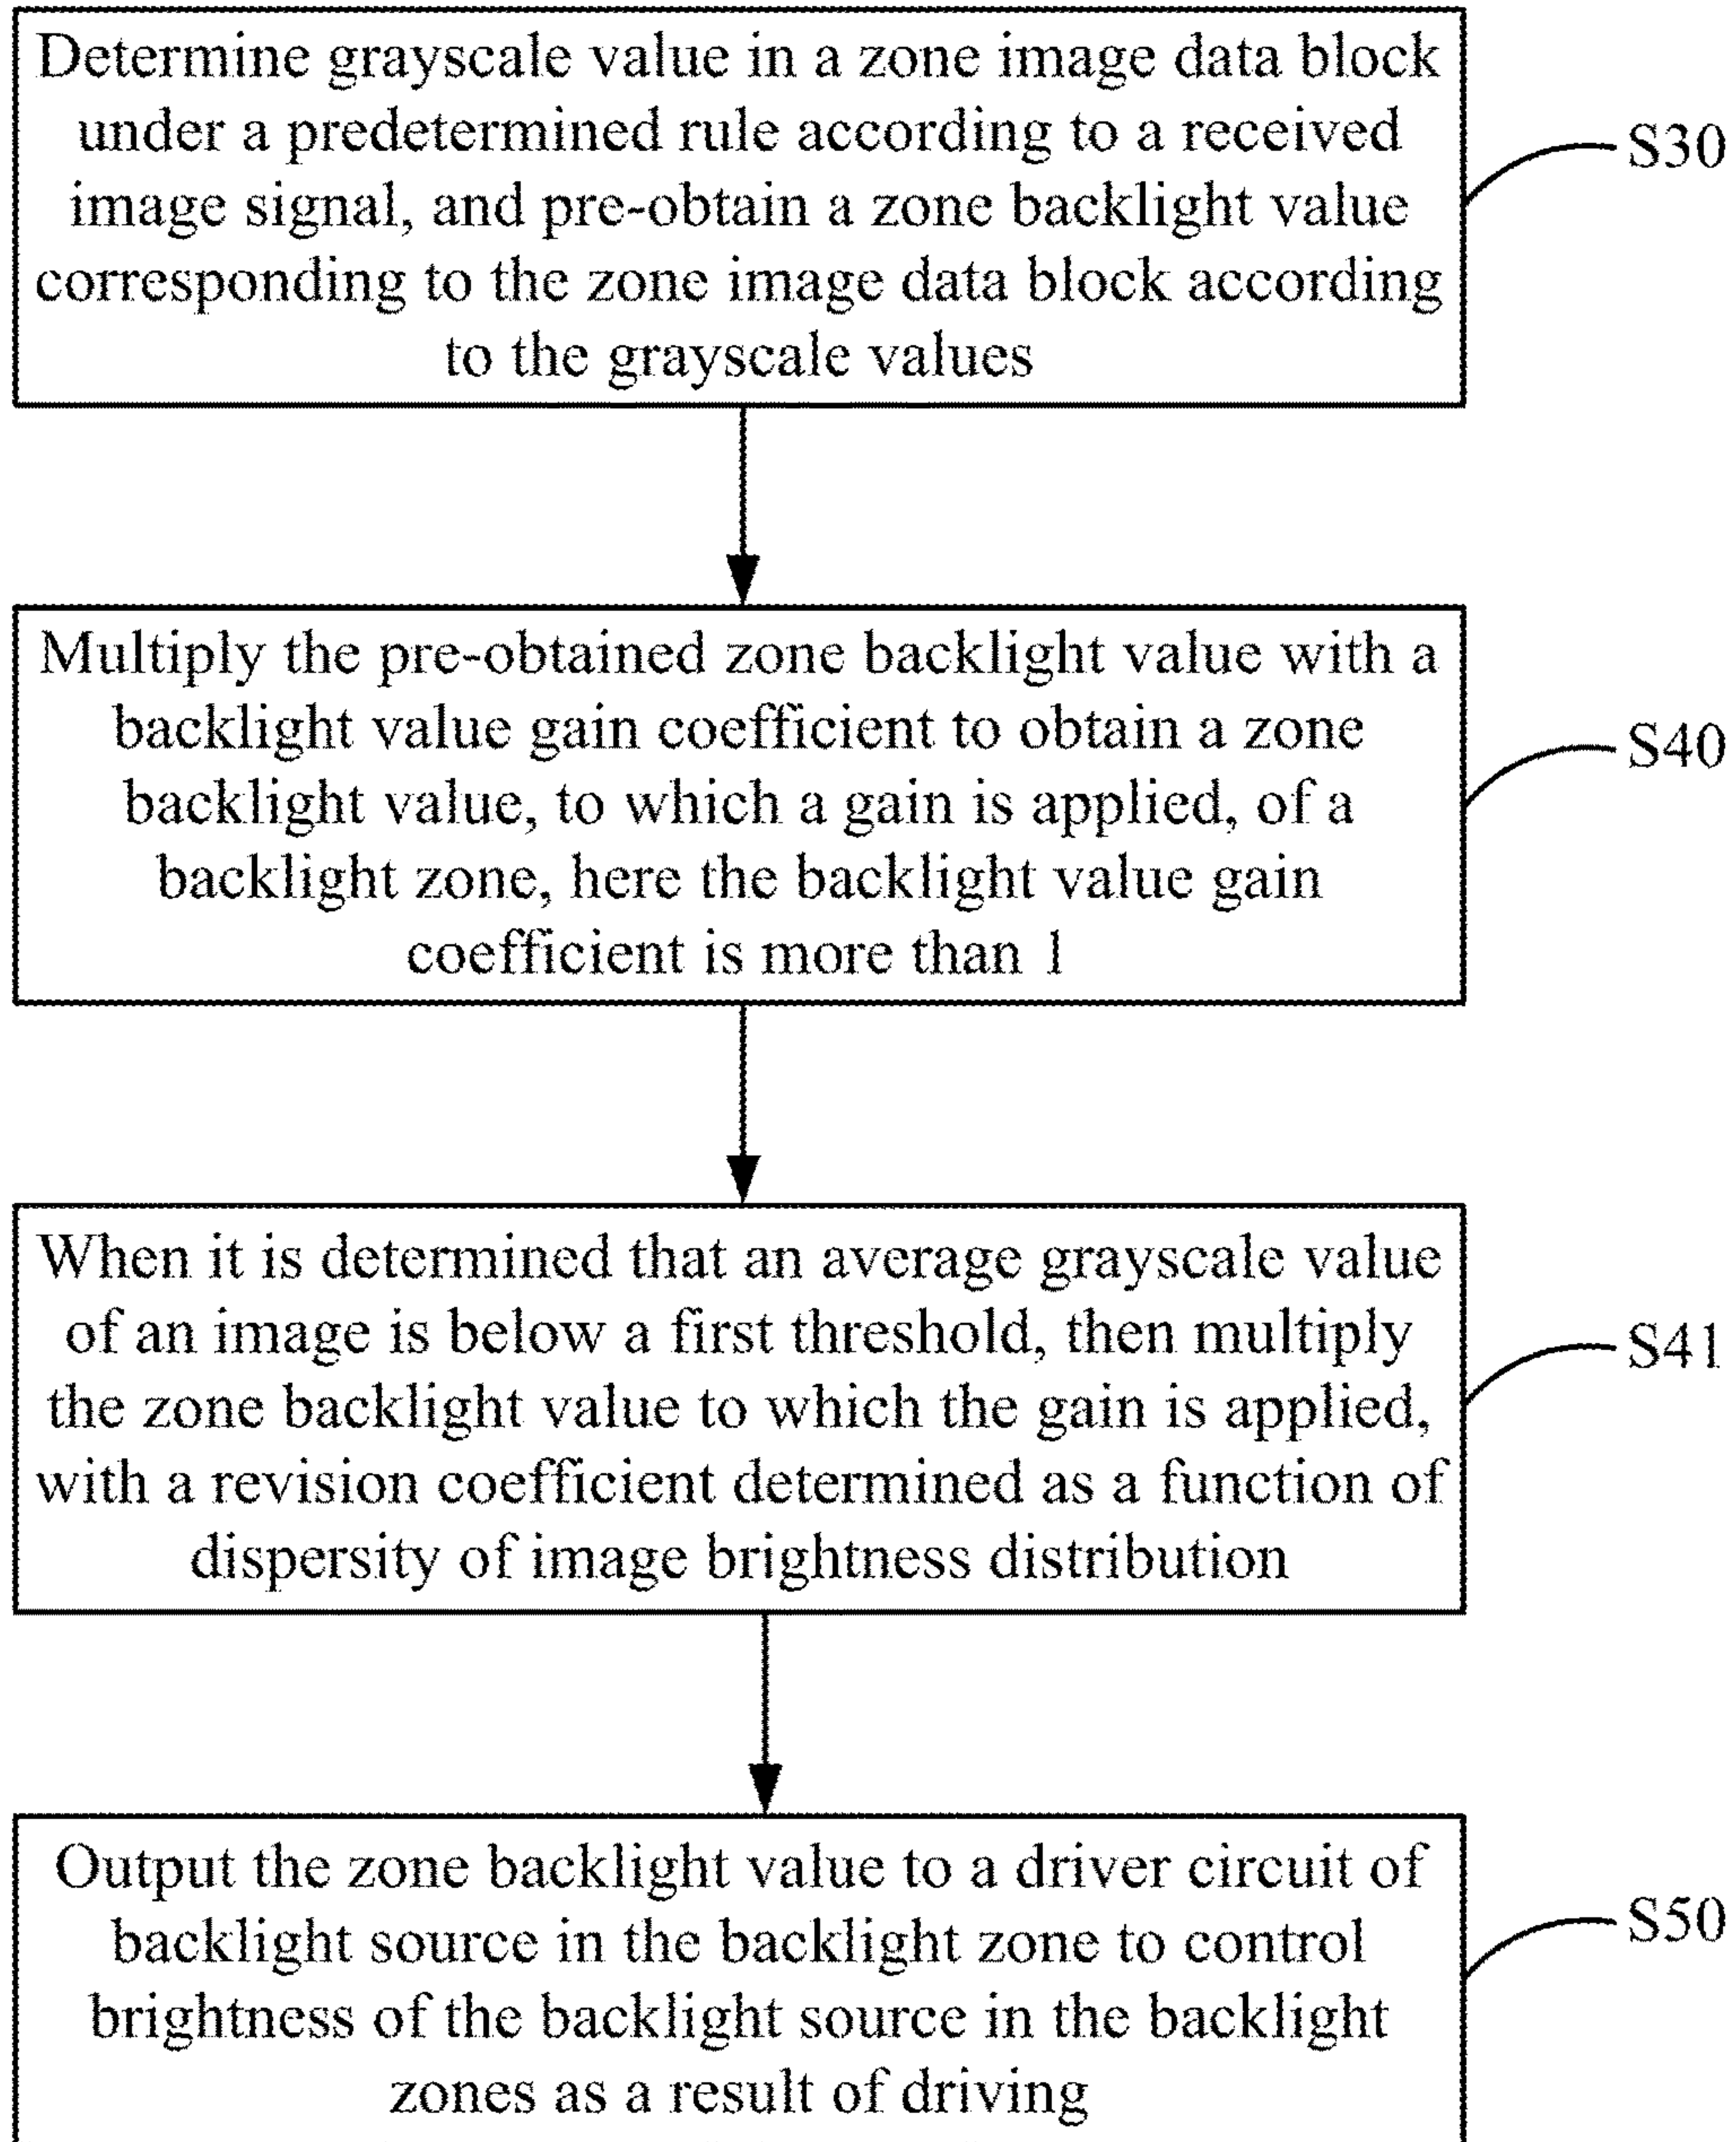 Determine grayscale value in a zone image data block
under a predetermined rule according to a received
image signal, and pre-obtain a zone backlight value
corresponding to the zone image data block according
to the grayscale values
S30
Multiply the pre-obtained zone backlight value with a
backlight value gain coefficient to obtain a zone
backlight value, to which a gain is applied, of a
backlight zone, here the backlight value gain
coefficient is more than 1
S40
When it is determined that an average grayscale value
of an image is below a first threshold, then multiply
the zone backlight value to which the gain is applied,
with a revision coefficient determined as a function of
dispersity of image brightness distribution
S41
Output the zone backlight value to a driver circuit of
backlight source in the backlight zone to control
brightness of the backlight source in the backlight
zones as a result of driving
S50